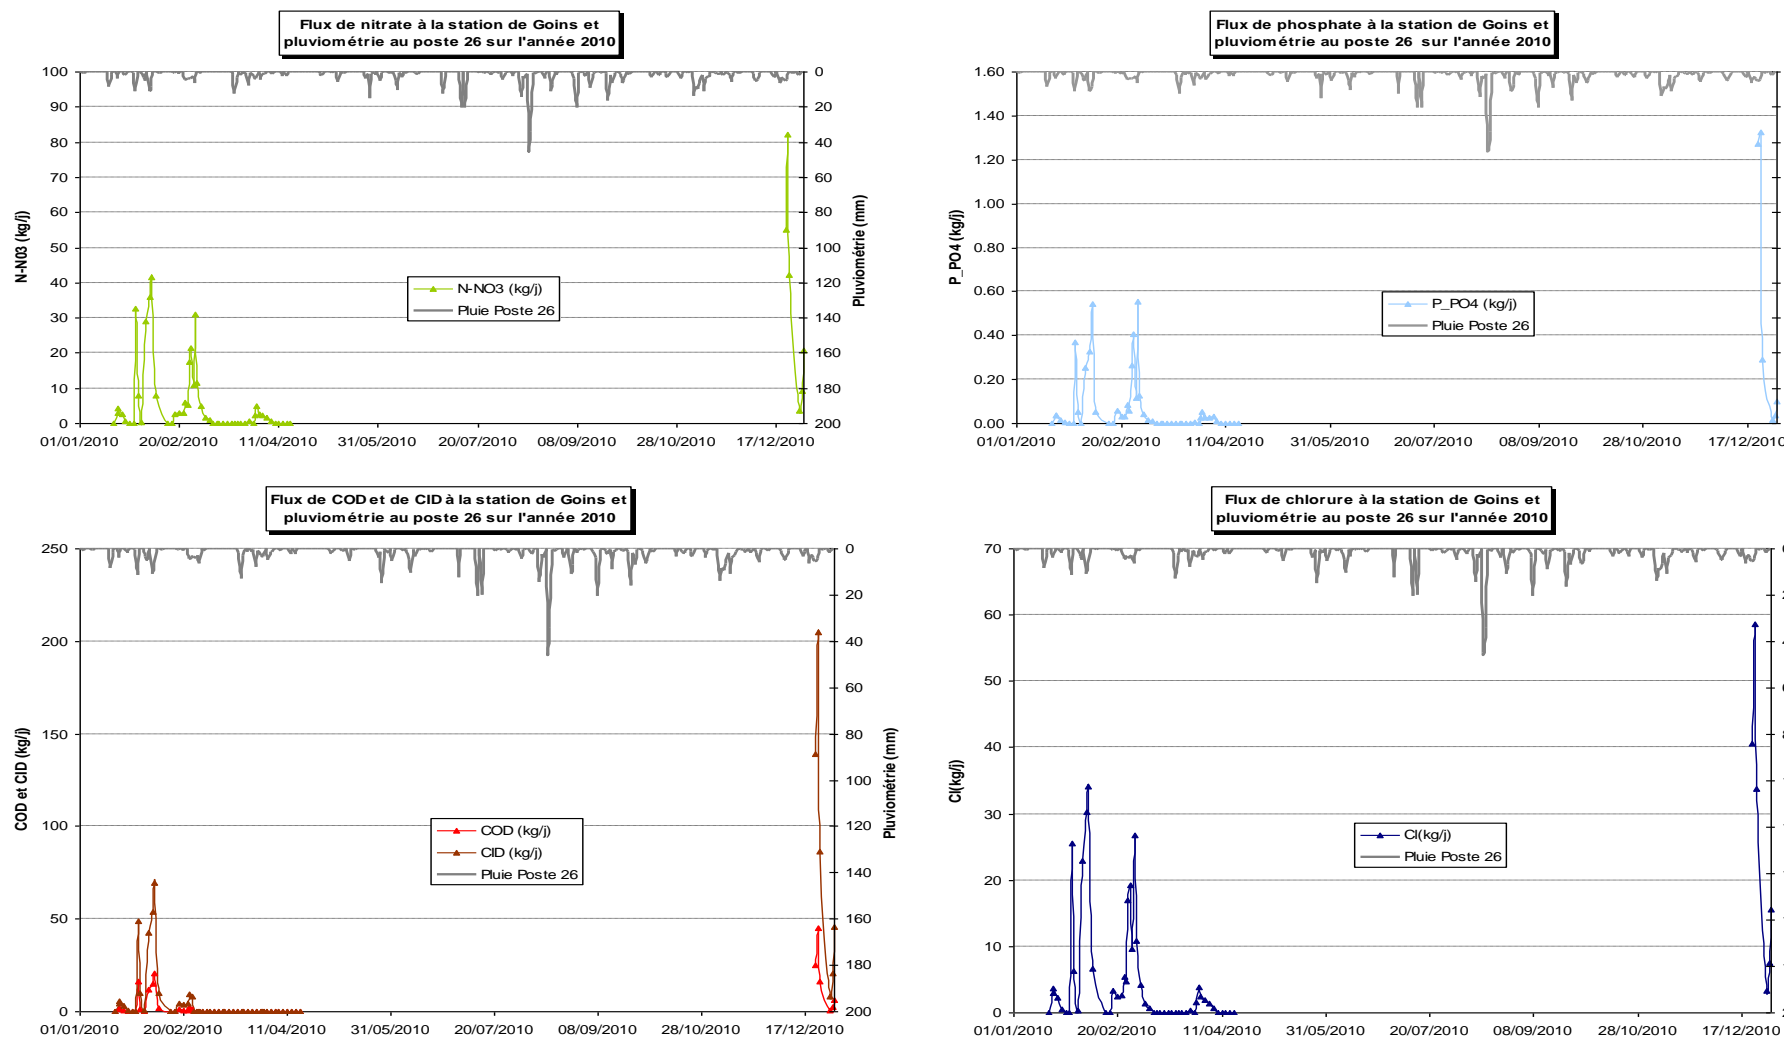 Flux de nitrate à la station de Goins et
pluviométrie au poste 26 sur l'année 2010
100
90
80
70
60
50
40
30
20
10
0
N-NO3 (kg/j)
0
20
40
60
80
100
120
140
160
180
200
Pluviométrie (mm)
N-NO3 (kg/j)
Pluie Poste 26
01/01/2010 20/02/2010 11/04/2010 31/05/2010 20/07/2010 08/09/2010 28/10/2010 17/12/2010
Flux de phosphate à la station de Goins et
pluviométrie au poste 26 sur l'année 2010
1.60
1.40
1.20
1.00
0.80
0.60
0.40
0.20
0.00
P_PO4 (kg/j)
P_PO4 (kg/j)
Pluie Poste 26
01/01/2010 20/02/2010 11/04/2010 31/05/2010 20/07/2010 08/09/2010 28/10/2010 17/12/2010
Flux de COD et de CID à la station de Goins et
pluviométrie au poste 26 sur l'année 2010
250
200
150
100
50
0
COD et CID (kg/j)
0
20
40
60
80
100
120
140
160
180
200
Pluviométrie (mm)
COD (kg/j)
CID (kg/j)
Pluie Poste 26
01/01/2010 20/02/2010 11/04/2010 31/05/2010 20/07/2010 08/09/2010 28/10/2010 17/12/2010
Flux de chlorure à la station de Goins et
pluviométrie au poste 26 sur l'année 2010
70
60
50
40
30
20
10
0
Cl(kg/j)
Cl(kg/j)
Pluie Poste 26
01/01/2010 20/02/2010 11/04/2010 31/05/2010 20/07/2010 08/09/2010 28/10/2010 17/12/2010